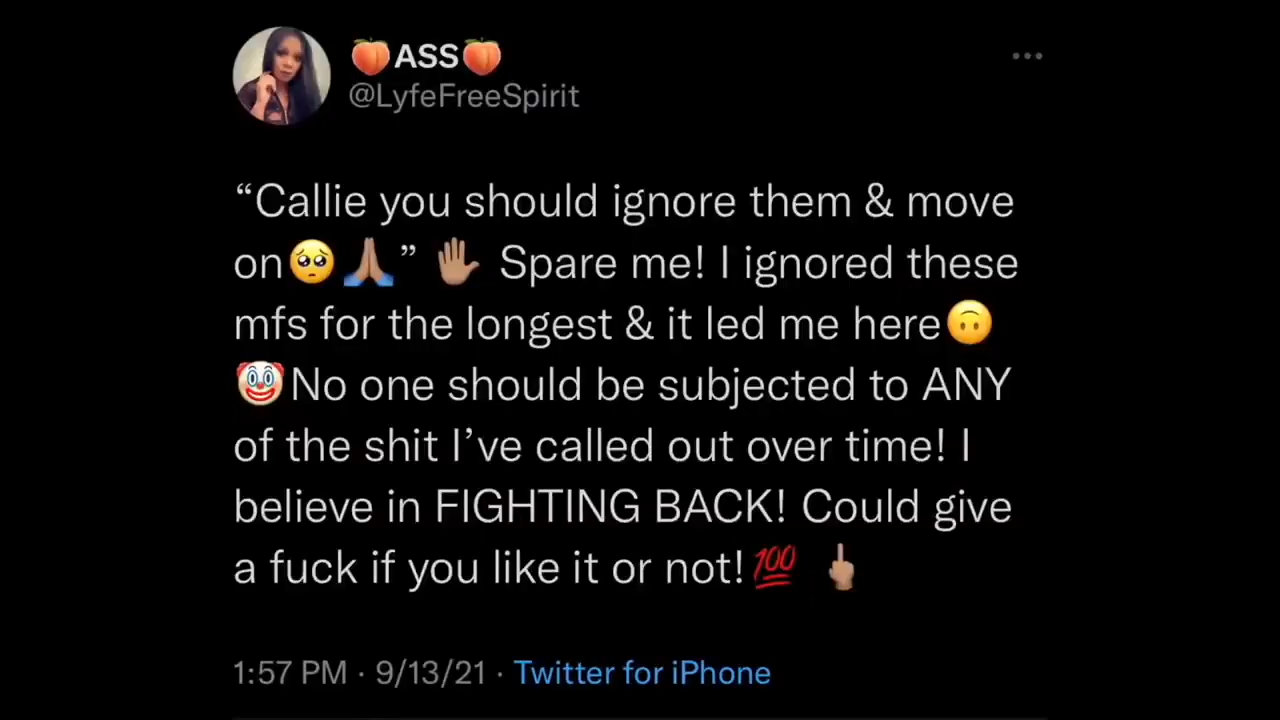 🍑ASS🍑
@LyfeFreeSpirit
“Callie you should ignore them & move
on🥺🙏🏽” 🤚🏽 Spare me! I ignored these
mfs for the longest & it led me here🙃
🤡No one should be subjected to ANY
of the shit I’ve called out over time! I
believe in FIGHTING BACK! Could give
a fuck if you like it or not!💯 🖕🏽
1:57 PM · 9/13/21 · Twitter for iPhone